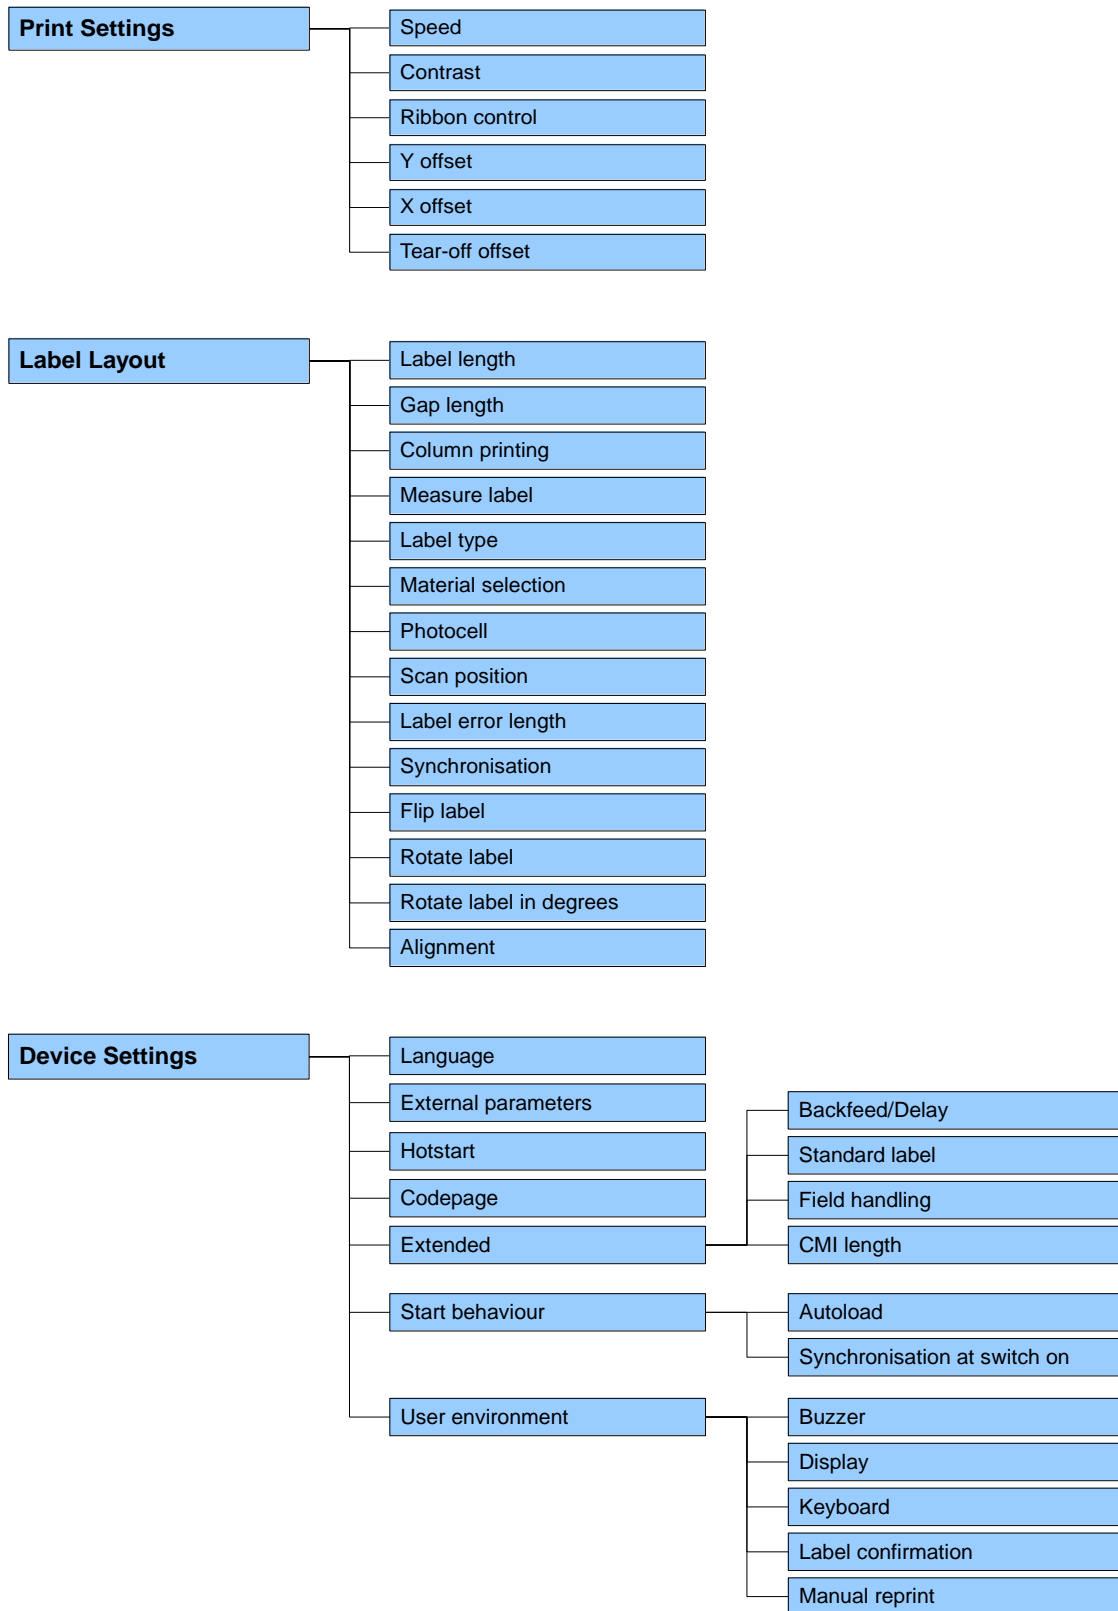 Print Settings
Speed
Contrast
Ribbon control
Y offset
X offset
Tear-off offset
Label Layout
Label length
Gap length
Column printing
Measure label
Label type
Material selection
Photocell
Scan position
Label error length
Synchronisation
Flip label
Rotate label
Rotate label in degrees
Alignment
Device Settings
Language
External parameters
Hotstart
Codepage
Extended
Backfeed/Delay
Standard label
Field handling
CMI length
Start behaviour
Autoload
Synchronisation at switch on
User environment
Buzzer
Display
Keyboard
Label confirmation
Manual reprint